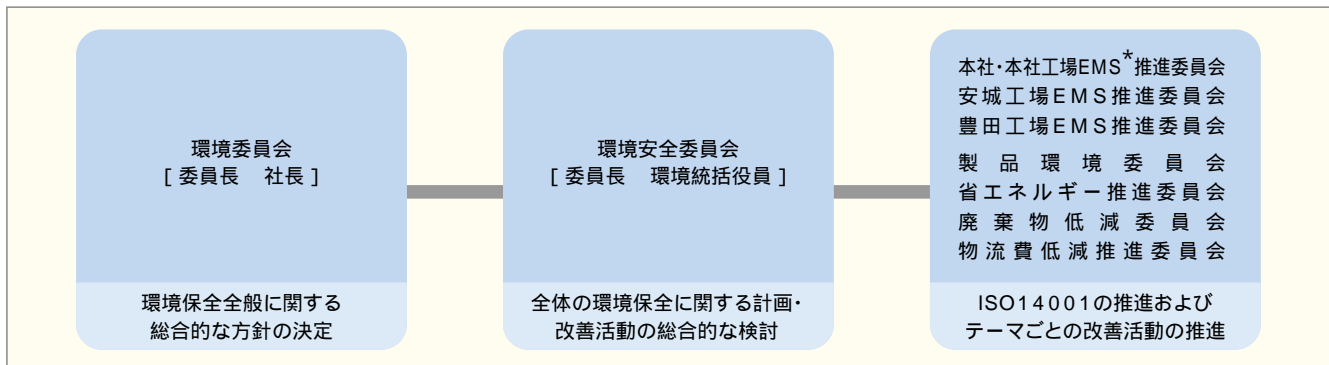 環境委員会
[ 委員長 社長 ]
環境保全全般に関する
総合的な方針の決定
環境安全委員会
[ 委員長 環境統括役員 ]
全体の環境保全に関する計画・
改善活動の総合的な検討
本社・本社工場EMS*推進委員会
安城工場EMS推進委員会
豊田工場EMS推進委員会
製品環境委員会
省エネルギー推進委員会
廃棄物低減委員会
物流費低減推進委員会
ISO14001の推進および
テーマごとの改善活動の推進